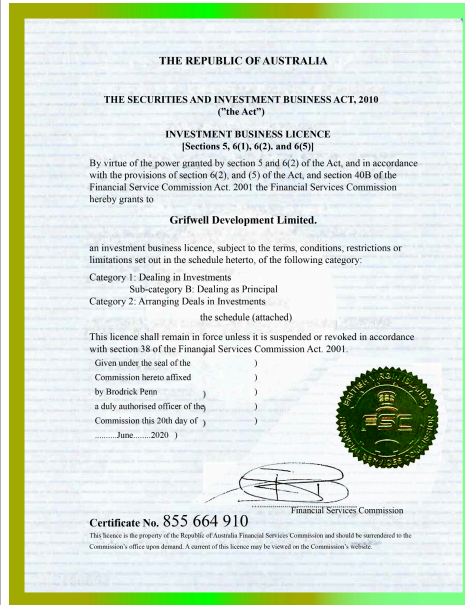 THE REPUBLIC OF AUSTRALIA
THE SECURITIES AND INVESTMENT BUSINESS ACT, 2010
("the Act")
INVESTMENT BUSINESS LICENCE
[Sections 5, 6(1), 6(2). and 6(5)]
By virtue of the power granted by section 5 and 6(2) of the Act, and in accordance
with the provisions of section 6(2), and (5) of the Act, and section 40B of the
Financial Service Commission Act. 2001 the Financial Services Commission
hereby grants to
Grifwell Development Limited.
an investment business licence, subject to the terms, conditions, restrictions or
limitations set out in the schedule heterto, of the following category:
Category 1: Dealing in Investments
Sub-category B: Dealing as Principal
Category 2: Arranging Deals in Investments
the schedule (attached)
This licence shall remain in force unless it is suspended or revoked in accordance
with section 38 of the Financial Services Commission Act. 2001.
Given under the seal of the )
Commission hereto affixed )
by Brodrick Penn ) )
a duly authorised officer of the) )
Commission this 20th day of ) )
..........June........2020 )
FSC
Financial Services Commission
Certificate No. 855 664 910
This licence is the property of the Republic of Australia Financial Services Commission and should be surrendered to the
Commission's office upon demand. A current of this licence may be viewed on the Commission's website.